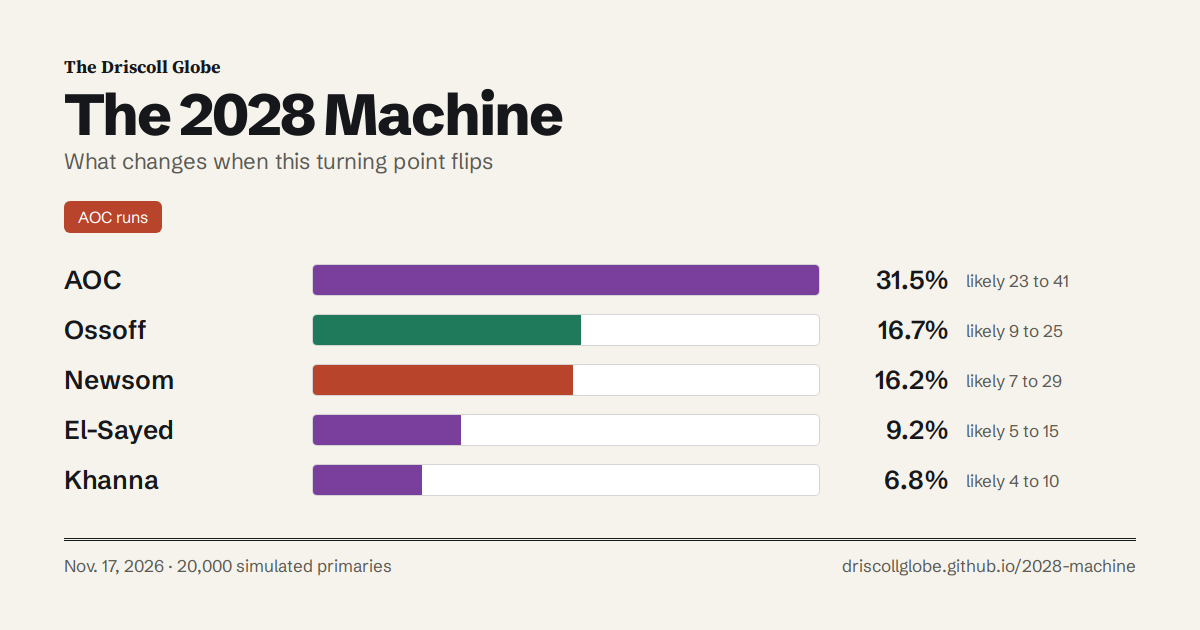 The Driscoll Globe
The 2028 Machine
What changes when this turning point flips
AOC runs
AOC 31.5% likely 23 to 41
Ossoff 16.7% likely 9 to 25
Newsom 16.2% likely 7 to 29
El-Sayed 9.2% likely 5 to 15
Khanna 6.8% likely 4 to 10
Nov. 17, 2026 · 20,000 simulated primaries driscollglobe.github.io/2028-machine